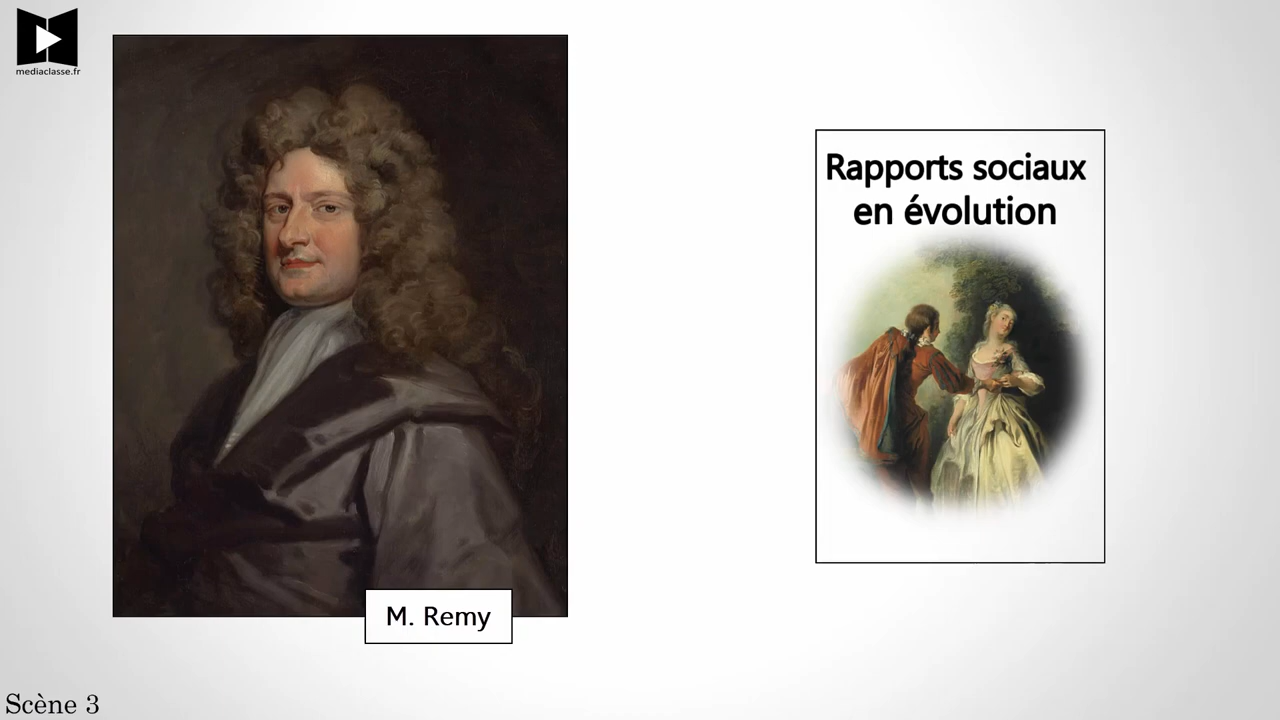 mediaclasse.fr
Rapports sociaux
en évolution
M. Remy
Scène 3